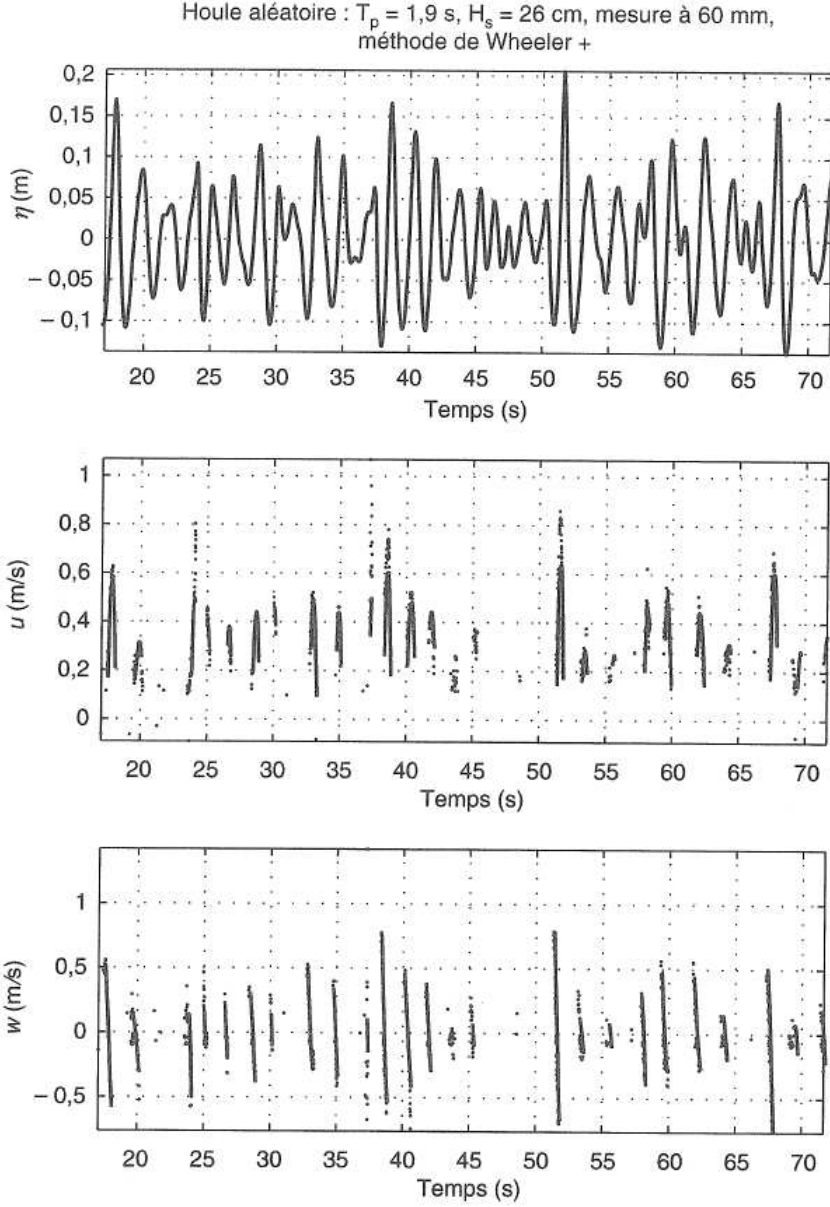 Houle aléatoire : Tp = 1,9 s, Hs = 26 cm, mesure à 60 mm,
méthode de Wheeler +
0,2
0,15
0,1
0,05
0
– 0,05
– 0,1
η (m)
20 25 30 35 40 45 50 55 60 65 70
Temps (s)
1
0,8
0,6
0,4
0,2
0
u (m/s)
20 25 30 35 40 45 50 55 60 65 70
Temps (s)
1
0,5
0
– 0,5
w (m/s)
20 25 30 35 40 45 50 55 60 65 70
Temps (s)